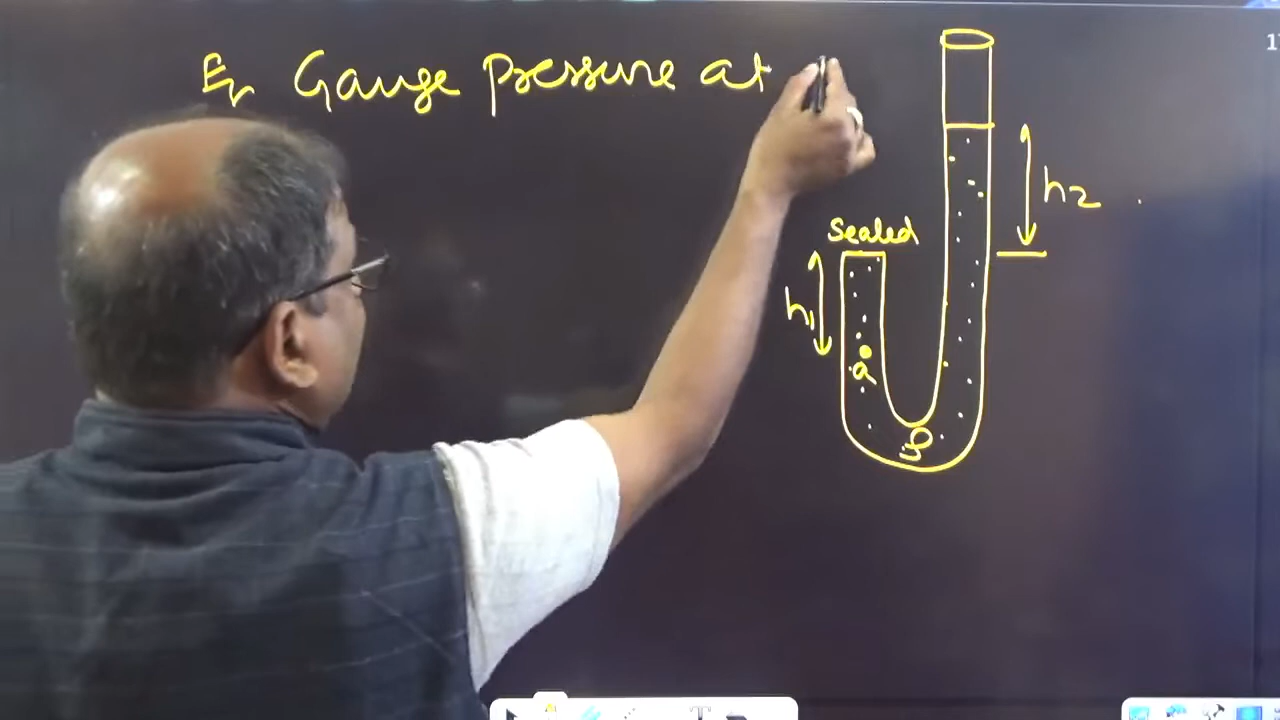 Ex Gauge pressure at
h2
Sealed
h1
a
ρ